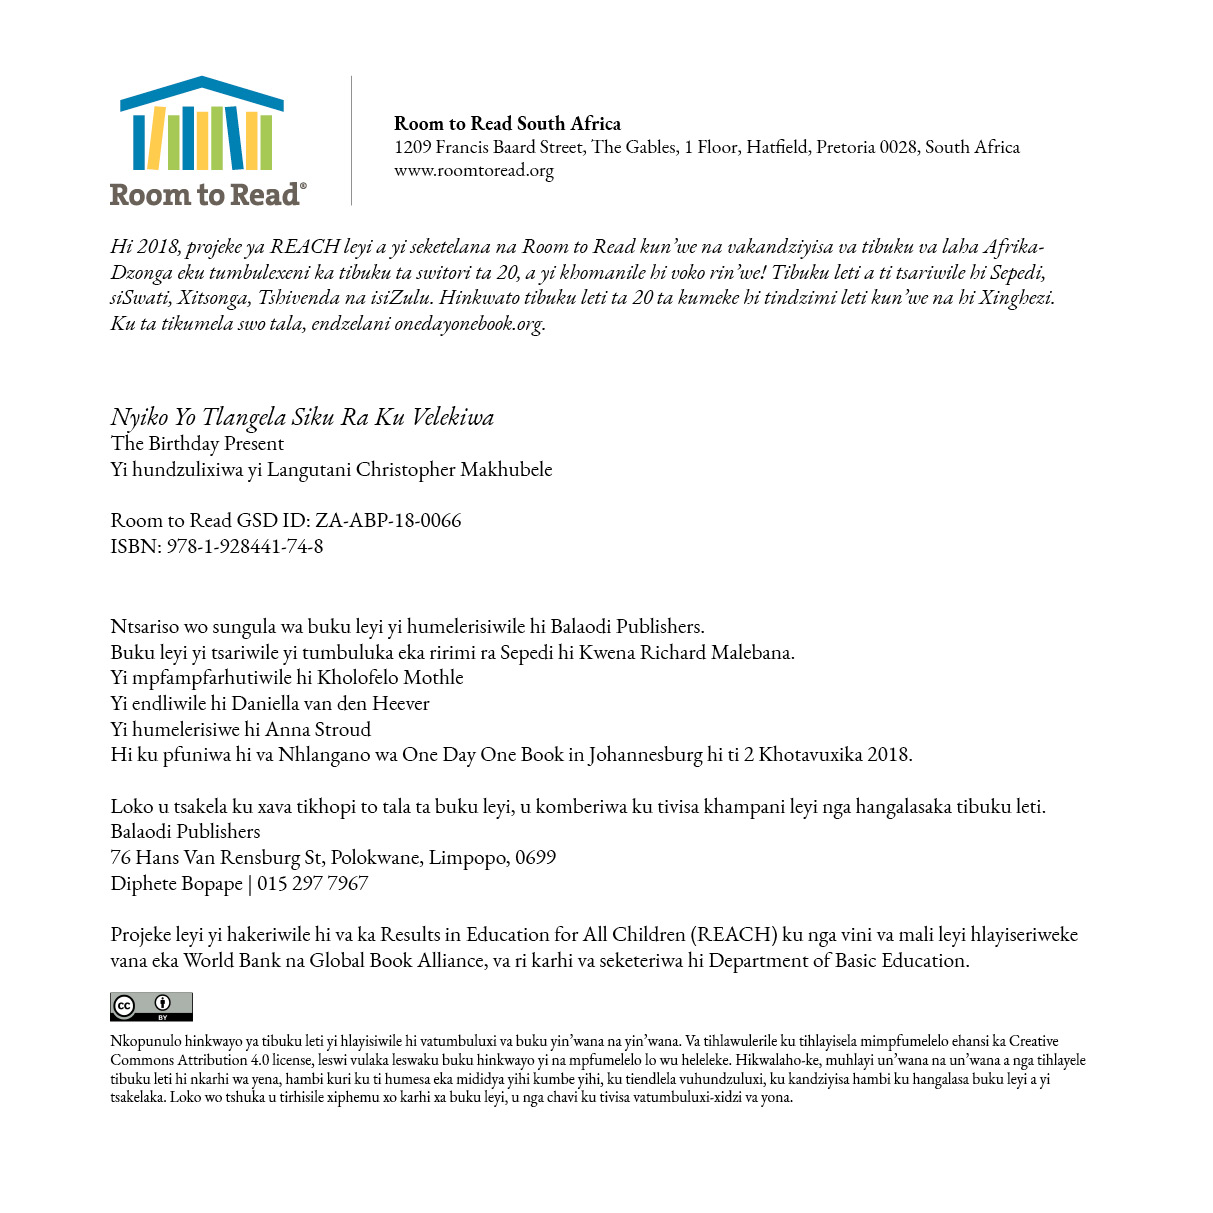 Room to Read®
Room to Read South Africa
1209 Francis Baard Street, The Gables, 1 Floor, Hatfield, Pretoria 0028, South Africa
www.roomtoread.org
Hi 2018, projeke ya REACH leyi a yi seketelana na Room to Read kun’we na vakandziyisa va tibuku va laha Afrika-
Dzonga eku tumbulexeni ka tibuku ta switori ta 20, a yi khomanile hi voko rin’we! Tibuku leti a ti tsariwile hi Sepedi,
siSwati, Xitsonga, Tshivenda na isiZulu. Hinkwato tibuku leti ta 20 ta kumeke hi tindzimi leti kun’we na hi Xinghezi.
Ku ta tikumela swo tala, endzelani onedayonebook.org.
Nyiko Yo Tlangela Siku Ra Ku Velekiwa
The Birthday Present
Yi hundzulixiwa yi Langutani Christopher Makhubele
Room to Read GSD ID: ZA-ABP-18-0066
ISBN: 978-1-928441-74-8
Ntsariso wo sungula wa buku leyi yi humelerisiwile hi Balaodi Publishers.
Buku leyi yi tsariwile yi tumbuluka eka ririmi ra Sepedi hi Kwena Richard Malebana.
Yi mpfampfarhutiwile hi Kholofelo Mothle
Yi endliwile hi Daniella van den Heever
Yi humelerisiwe hi Anna Stroud
Hi ku pfuniwa hi va Nhlangano wa One Day One Book in Johannesburg hi ti 2 Khotavuxika 2018.
Loko u tsakela ku xava tikhopi to tala ta buku leyi, u komberiwa ku tivisa khampani leyi nga hangalasaka tibuku leti.
Balaodi Publishers
76 Hans Van Rensburg St, Polokwane, Limpopo, 0699
Diphete Bopape | 015 297 7967
Projeke leyi yi hakeriwile hi va ka Results in Education for All Children (REACH) ku nga vini va mali leyi hlayiseriweke
vana eka World Bank na Global Book Alliance, va ri karhi va seketeriwa hi Department of Basic Education.
cc BY
Nkopunulo hinkwayo ya tibuku leti yi hlayisiwile hi vatumbuluxi va buku yin’wana na yin’wana. Va tihlawulerile ku tihlayisela mimpfumelelo ehansi ka Creative
Commons Attribution 4.0 license, leswi vulaka leswaku buku hinkwayo yi na mpfumelelo lo wu heleleke. Hikwalaho-ke, muhlayi un’wana na un’wana a nga tihlayele
tibuku leti hi nkarhi wa yena, hambi kuri ku ti humesa eka mididya yihi kumbe yihi, ku tiendlela vuhundzuluxi, ku kandziyisa hambi ku hangalasa buku leyi a yi
tsakelaka. Loko wo tshuka u tirhisile xiphemu xo karhi xa buku leyi, u nga chavi ku tivisa vatumbuluxi-xidzi va yona.